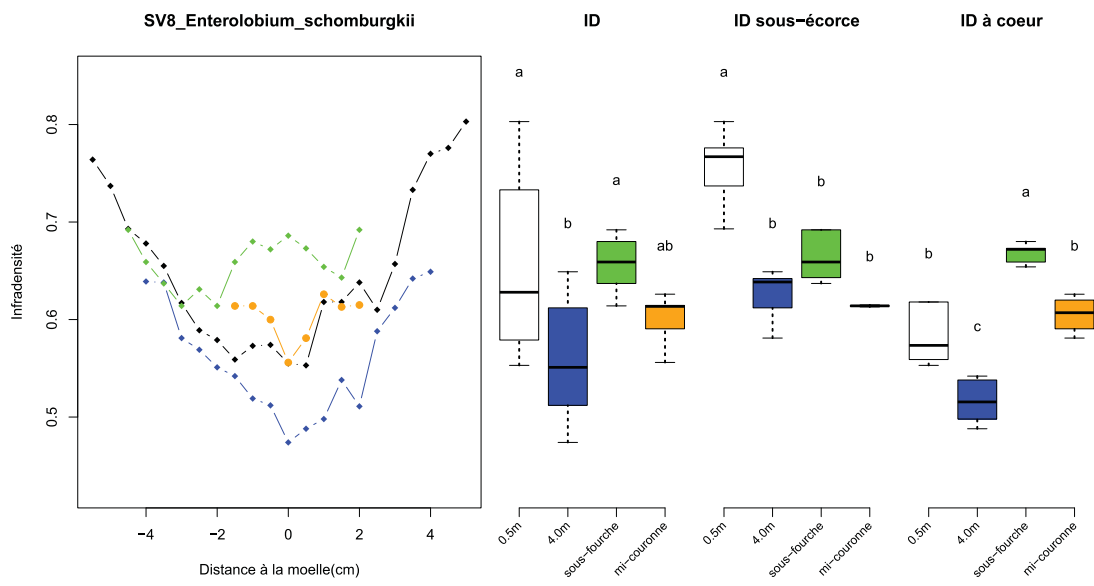 SV8_Enterolobium_schomburgkii
ID
ID sous−écorce
ID à coeur
Infradensité
0.8
0.7
0.6
0.5
−4
−2
0
2
4
Distance à la moelle(cm)
a
b
a
ab
0.5m
4.0m
sous−fourche
mi−couronne
a
b
b
b
0.5m
4.0m
sous−fourche
mi−couronne
b
c
a
b
0.5m
4.0m
sous−fourche
mi−couronne